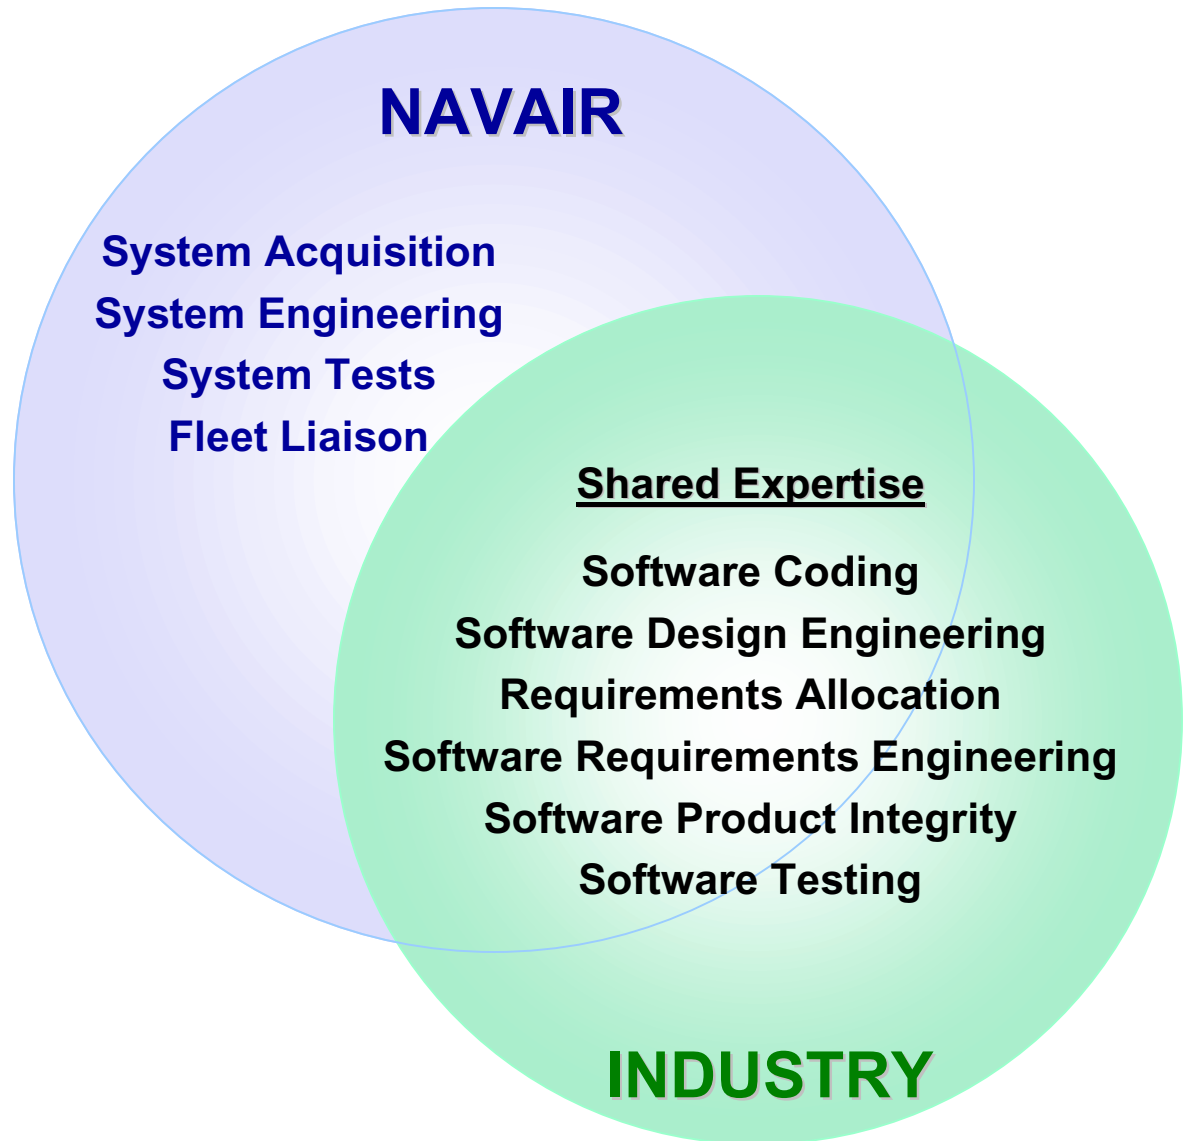 NAVAIR
System Acquisition
System Engineering
System Tests
Fleet Liaison
Shared Expertise
Software Coding
Software Design Engineering
Requirements Allocation
Software Requirements Engineering
Software Product Integrity
Software Testing
INDUSTRY